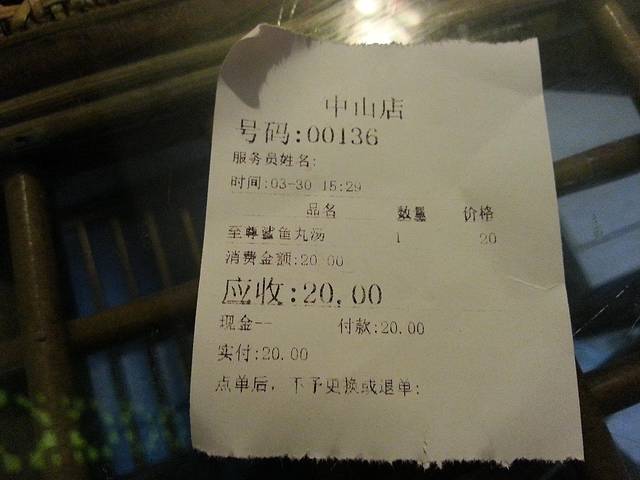 中山店
号码:00136
服务员姓名:
时间:03-30 15:29
品名 数量 价格
至尊鲨鱼丸汤 1 20
消费金额:20.00
应收:20.00
现金-- 付款:20.00
实付:20.00
点单后，不予更换或退单: